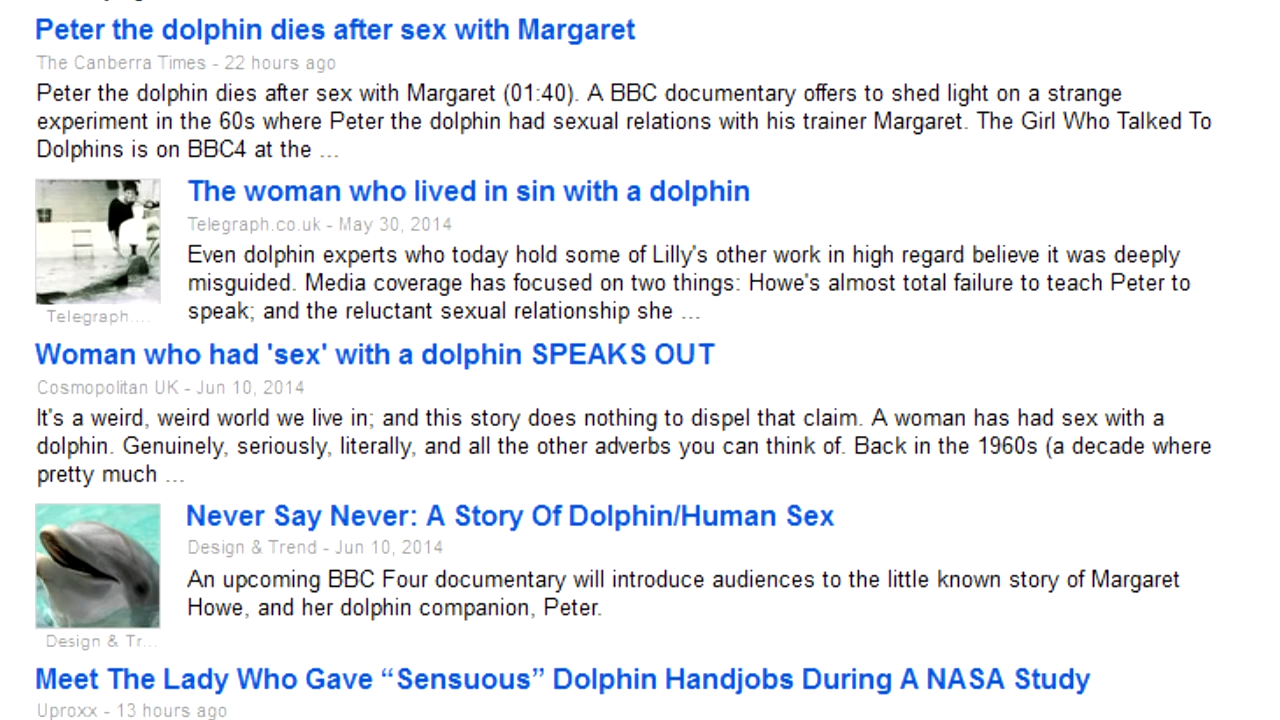 Peter the dolphin dies after sex with Margaret
The Canberra Times - 22 hours ago
Peter the dolphin dies after sex with Margaret (01:40). A BBC documentary offers to shed light on a strange
experiment in the 60s where Peter the dolphin had sexual relations with his trainer Margaret. The Girl Who Talked To
Dolphins is on BBC4 at the ...
The woman who lived in sin with a dolphin
Telegraph.co.uk - May 30, 2014
Even dolphin experts who today hold some of Lilly's other work in high regard believe it was deeply
misguided. Media coverage has focused on two things: Howe's almost total failure to teach Peter to
speak; and the reluctant sexual relationship she ...
Telegraph....
Woman who had 'sex' with a dolphin SPEAKS OUT
Cosmopolitan UK - Jun 10, 2014
It's a weird, weird world we live in; and this story does nothing to dispel that claim. A woman has had sex with a
dolphin. Genuinely, seriously, literally, and all the other adverbs you can think of. Back in the 1960s (a decade where
pretty much ...
Never Say Never: A Story Of Dolphin/Human Sex
Design & Trend - Jun 10, 2014
An upcoming BBC Four documentary will introduce audiences to the little known story of Margaret
Howe, and her dolphin companion, Peter.
Design & Tr...
Meet The Lady Who Gave “Sensuous” Dolphin Handjobs During A NASA Study
Uproxx - 13 hours ago